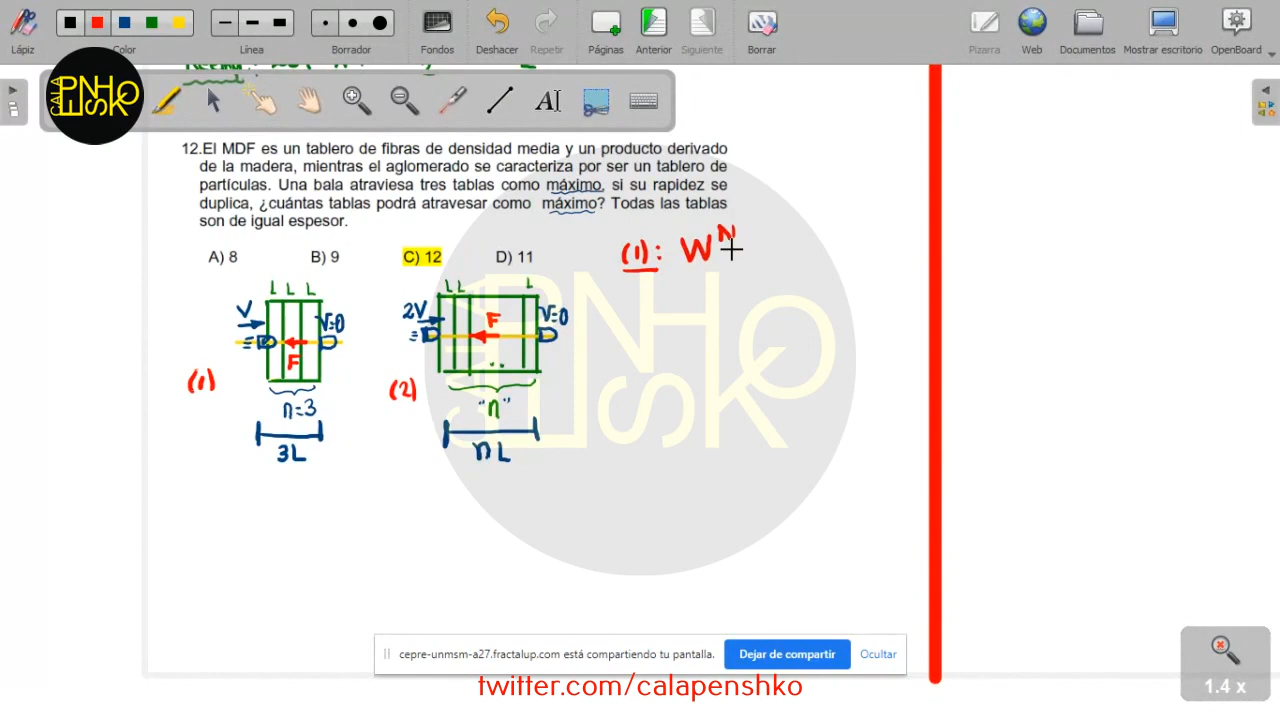 Lápiz
Color
Línea
Borrador
Fondos
Deshacer
Repetir
Páginas
Anterior
Siguiente
Borrar
Pizarra
Web
Documentos
Mostrar escritorio
OpenBoard
CALA
PENSHKO
12.El MDF es un tablero de fibras de densidad media y un producto derivado
de la madera, mientras el aglomerado se caracteriza por ser un tablero de
partículas. Una bala atraviesa tres tablas como máximo, si su rapidez se
duplica, ¿cuántas tablas podrá atravesar como máximo? Todas las tablas
son de igual espesor.
A) 8 B) 9 C) 12 D) 11
(1): W^N
L L L
V
V=0
F
(1)
n=3
3L
L L L
2V
V=0
F
(2)
"n"
nL
CALA
PENSHKO
cepre-unmsm-a27.fractalup.com está compartiendo tu pantalla.
Dejar de compartir
Ocultar
1.4 x
twitter.com/calapenshko